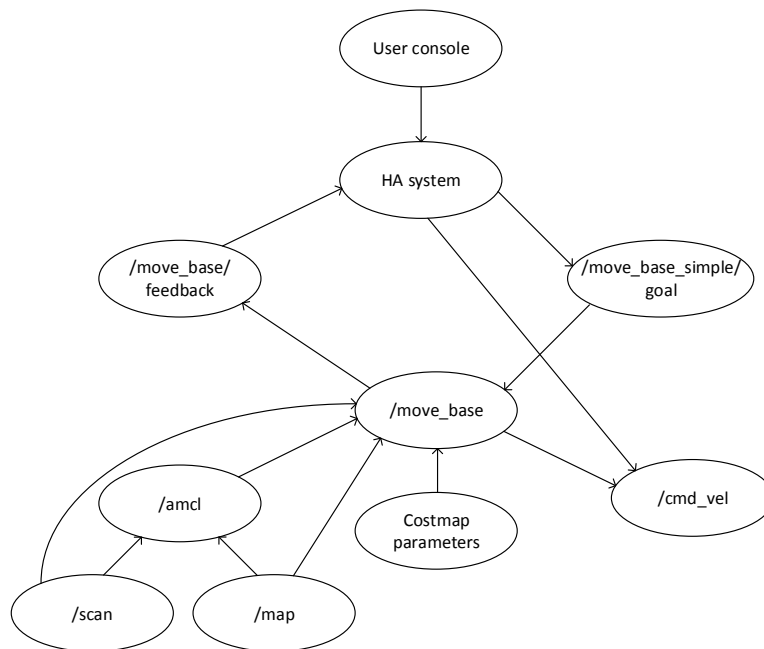 User console
HA system
/move_base/
feedback
/move_base_simple/
goal
/move_base
/amcl
Costmap
parameters
/cmd_vel
/scan
/map